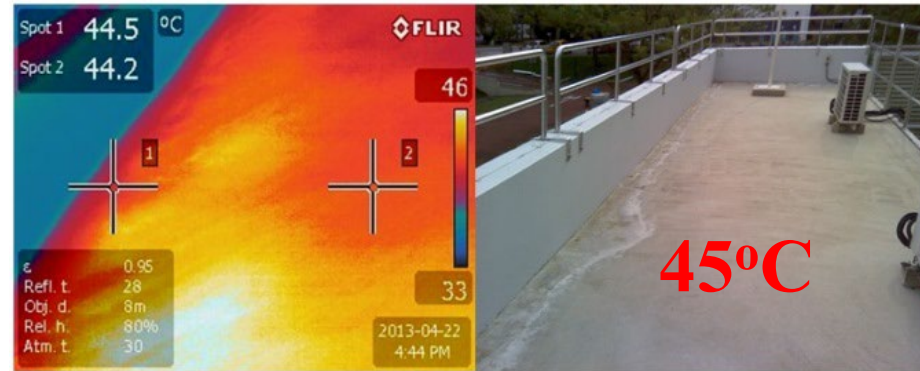 Spot 1 44.5 °C
Spot 2 44.2
FLIR
46
1
2
ε 0.95
Refl. t. 28
Obj. d. 8m
Rel. h. 80%
Atm. t. 30
33
2013-04-22
4:44 PM
45°C